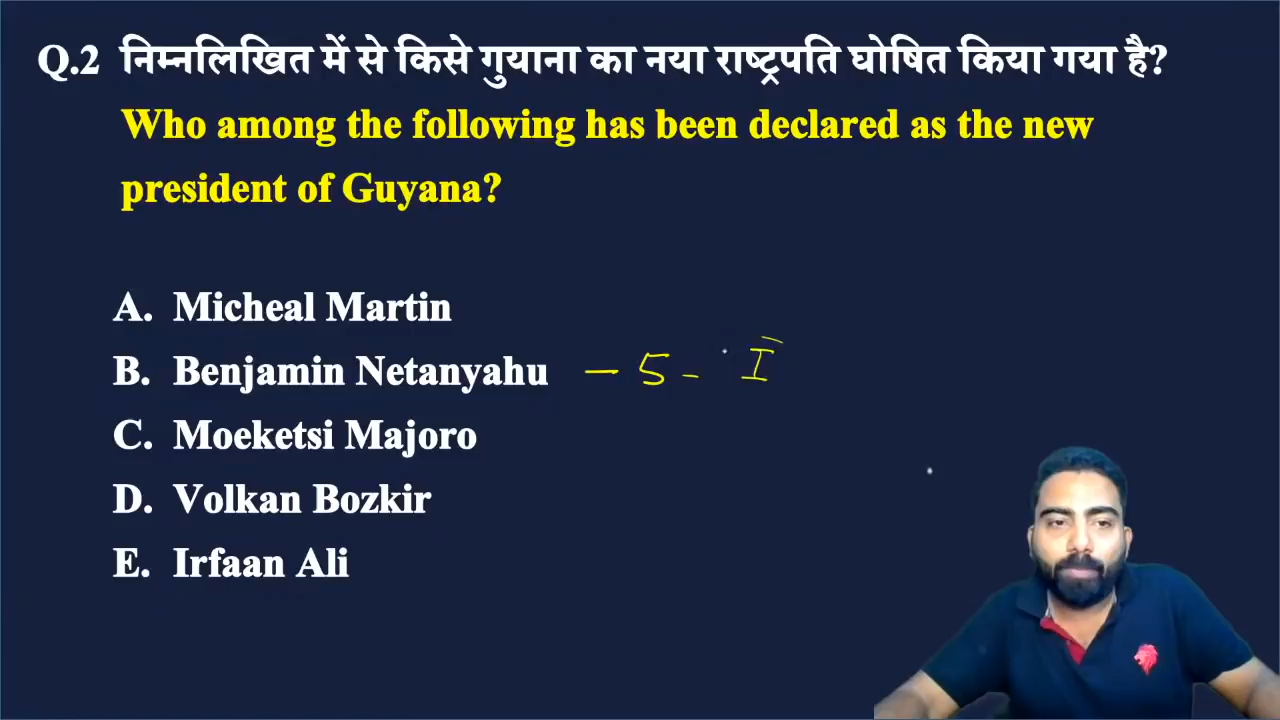 Q.2 निम्नलिखित में से किसे गुयाना का नया राष्ट्रपति घोषित किया गया है?
Who among the following has been declared as the new
president of Guyana?
A. Micheal Martin
B. Benjamin Netanyahu - 5 - I
C. Moeketsi Majoro
D. Volkan Bozkir
E. Irfaan Ali